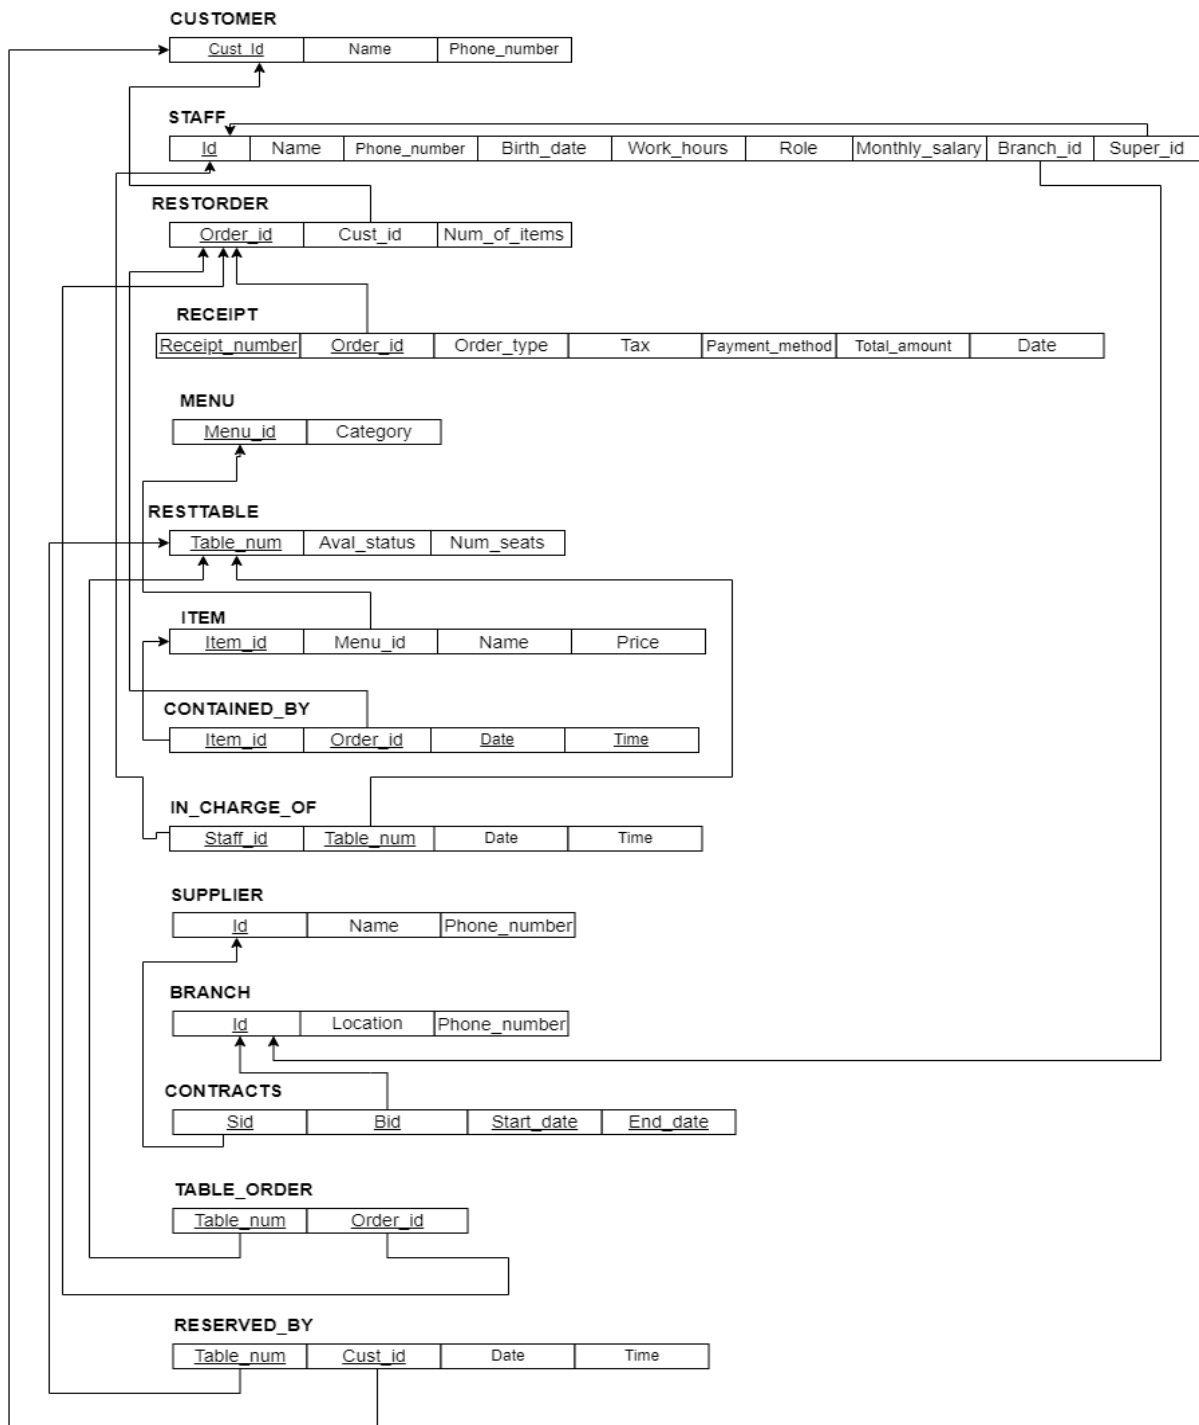 CUSTOMER
Cust_Id Name Phone_number
STAFF
Id Name Phone_number Birth_date Work_hours Role Monthly_salary Branch_id Super_id
RESTORDER
Order_id Cust_id Num_of_items
RECEIPT
Receipt_number Order_id Order_type Tax Payment_method Total_amount Date
MENU
Menu_id Category
RESTTABLE
Table_num Aval_status Num_seats
ITEM
Item_id Menu_id Name Price
CONTAINED_BY
Item_id Order_id Date Time
IN_CHARGE_OF
Staff_id Table_num Date Time
SUPPLIER
Id Name Phone_number
BRANCH
Id Location Phone_number
CONTRACTS
Sid Bid Start_date End_date
TABLE_ORDER
Table_num Order_id
RESERVED_BY
Table_num Cust_id Date Time